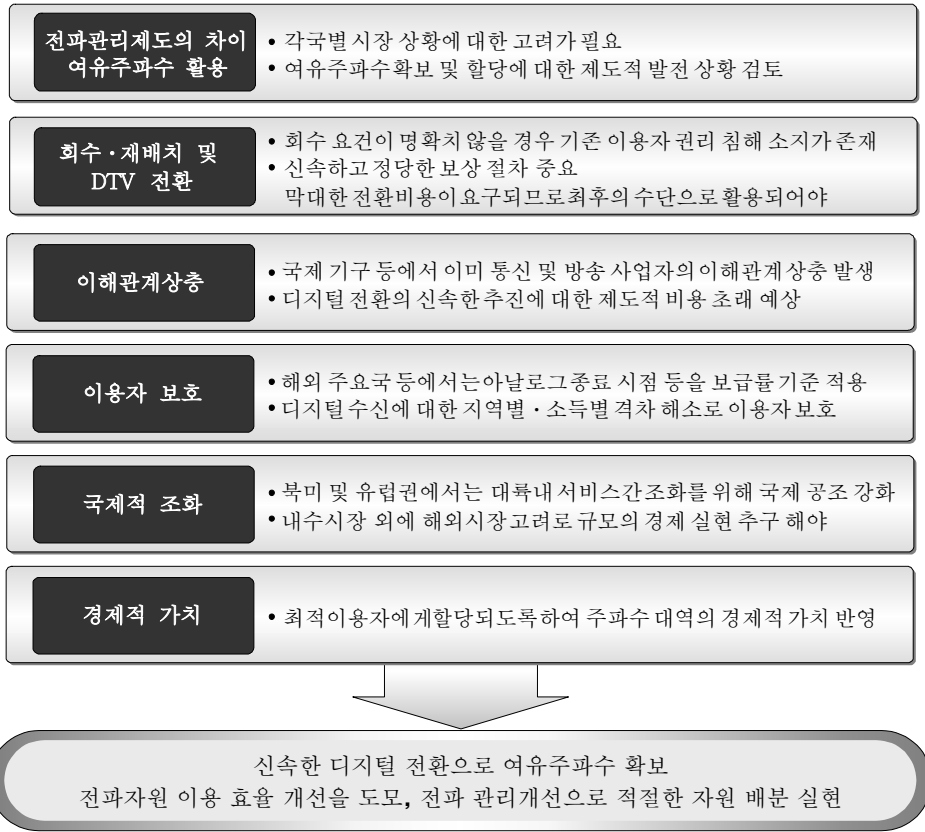 전파관리제도의 차이
여유주파수 활용
• 각국별 시장 상황에 대한 고려가 필요
• 여유주파수확보 및 할당에 대한 제도적 발전 상황 검토
회수·재배치 및
DTV 전환
• 회수 요건이 명확치않을 경우 기존 이용자 권리 침해 소지가 존재
• 신속하고 정당한 보상 절차 중요
막대한 전환비용이 요구되므로 최후의 수단으로 활용되어야
이해관계상충
• 국제 기구 등에서 이미 통신 및 방송 사업자의 이해관계상충 발생
• 디지털 전환의 신속한 추진에 대한 제도적 비용 초래 예상
이용자 보호
• 해외 주요국 등에서는 아날로그 종료 시점 등을 보급률 기준 적용
• 디지털 수신에 대한 지역별·소득별 격차 해소로 이용자 보호
국제적 조화
• 북미 및 유럽권에서는 대륙내 서비스간 조화를 위해 국제 공조 강화
• 내수시장 외에 해외시장 고려로 규모의 경제 실현 추구 해야
경제적 가치
• 최적이용자에게 할당되도록하여 주파수 대역의 경제적 가치 반영
신속한 디지털 전환으로 여유주파수 확보
전파자원 이용 효율 개선을 도모, 전파 관리개선으로 적절한 자원 배분 실현